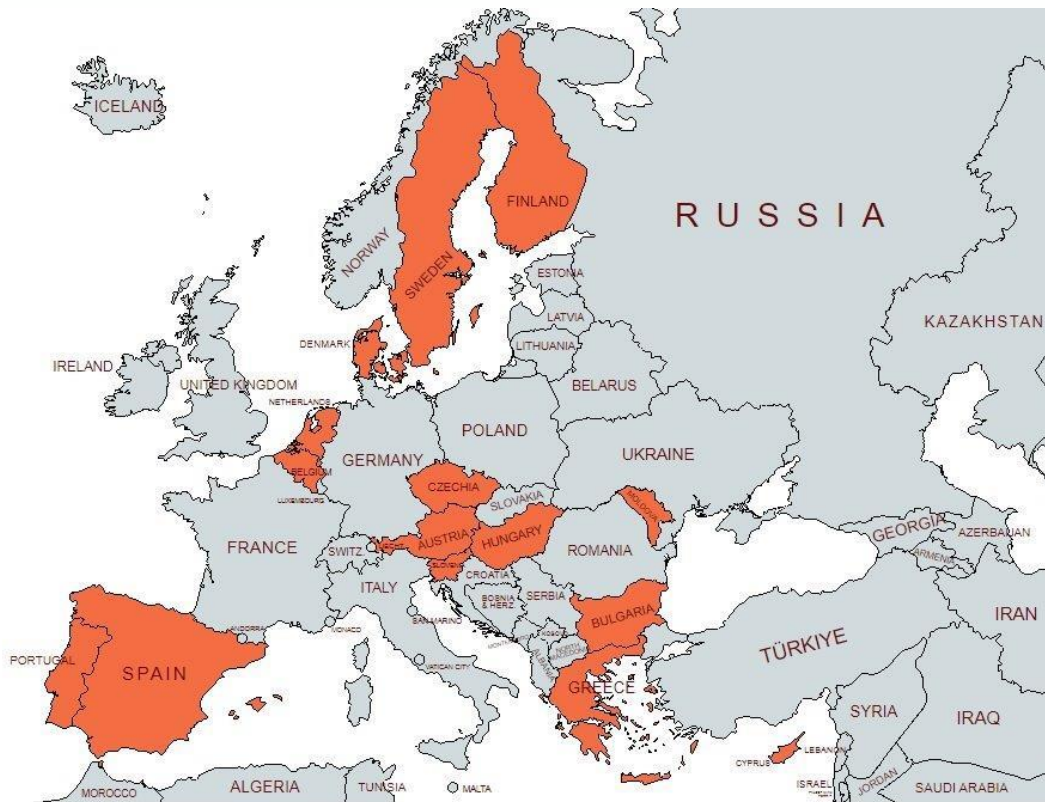 ICELAND
RUSSIA
FINLAND
NORWAY
SWEDEN
ESTONIA
LATVIA
KAZAKHSTAN
DENMARK
LITHUANIA
IRELAND
UNITED KINGDOM
BELARUS
NETHERLANDS
POLAND
UKRAINE
GERMANY
BELGIUM
CZECHIA
LUXEMBOURG
SLOVAKIA
MOLDOVA
FRANCE
SWITZ.
AUSTRIA
HUNGARY
ROMANIA
GEORGIA
AZERBAIJAN
ARMENIA
SLOVENIA
CROATIA
ITALY
BOSNIA
& HERZ.
SERBIA
SAN MARINO
BULGARIA
IRAN
ANDORRA
MONACO
KOSOVO
MONTENEGRO
NORTH
MACEDONIA
ALBANIA
TÜRKİYE
PORTUGAL
SPAIN
VATICAN CITY
GREECE
SYRIA
IRAQ
CYPRUS
LEBANON
MOROCCO
ALGERIA
TUNISIA
MALTA
ISRAEL
JORDAN
SAUDI ARABIA